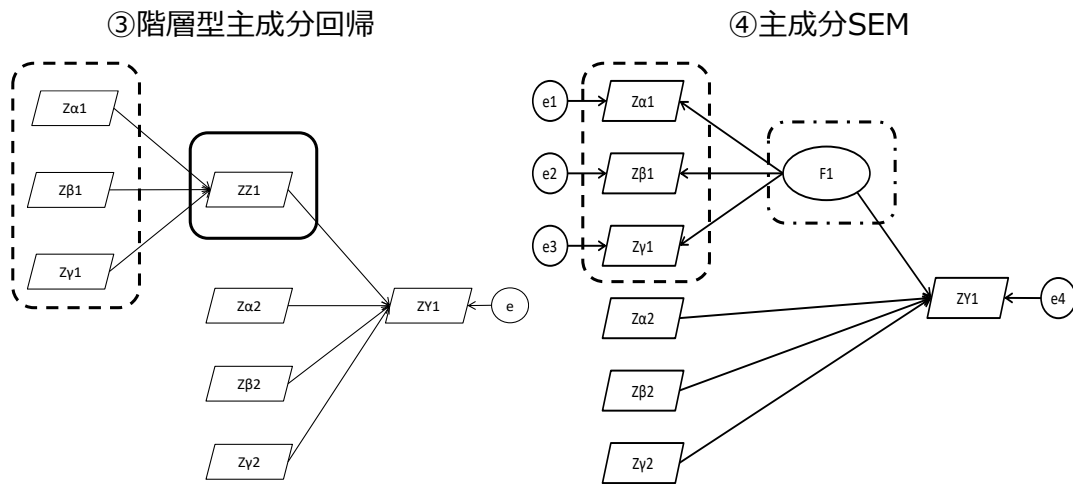 ③階層型主成分回帰
Zα1
Zβ1
Zγ1
ZZ1
Zα2
Zβ2
Zγ2
ZY1
e
④主成分SEM
e1
e2
e3
Zα1
Zβ1
Zγ1
F1
Zα2
Zβ2
Zγ2
ZY1
e4